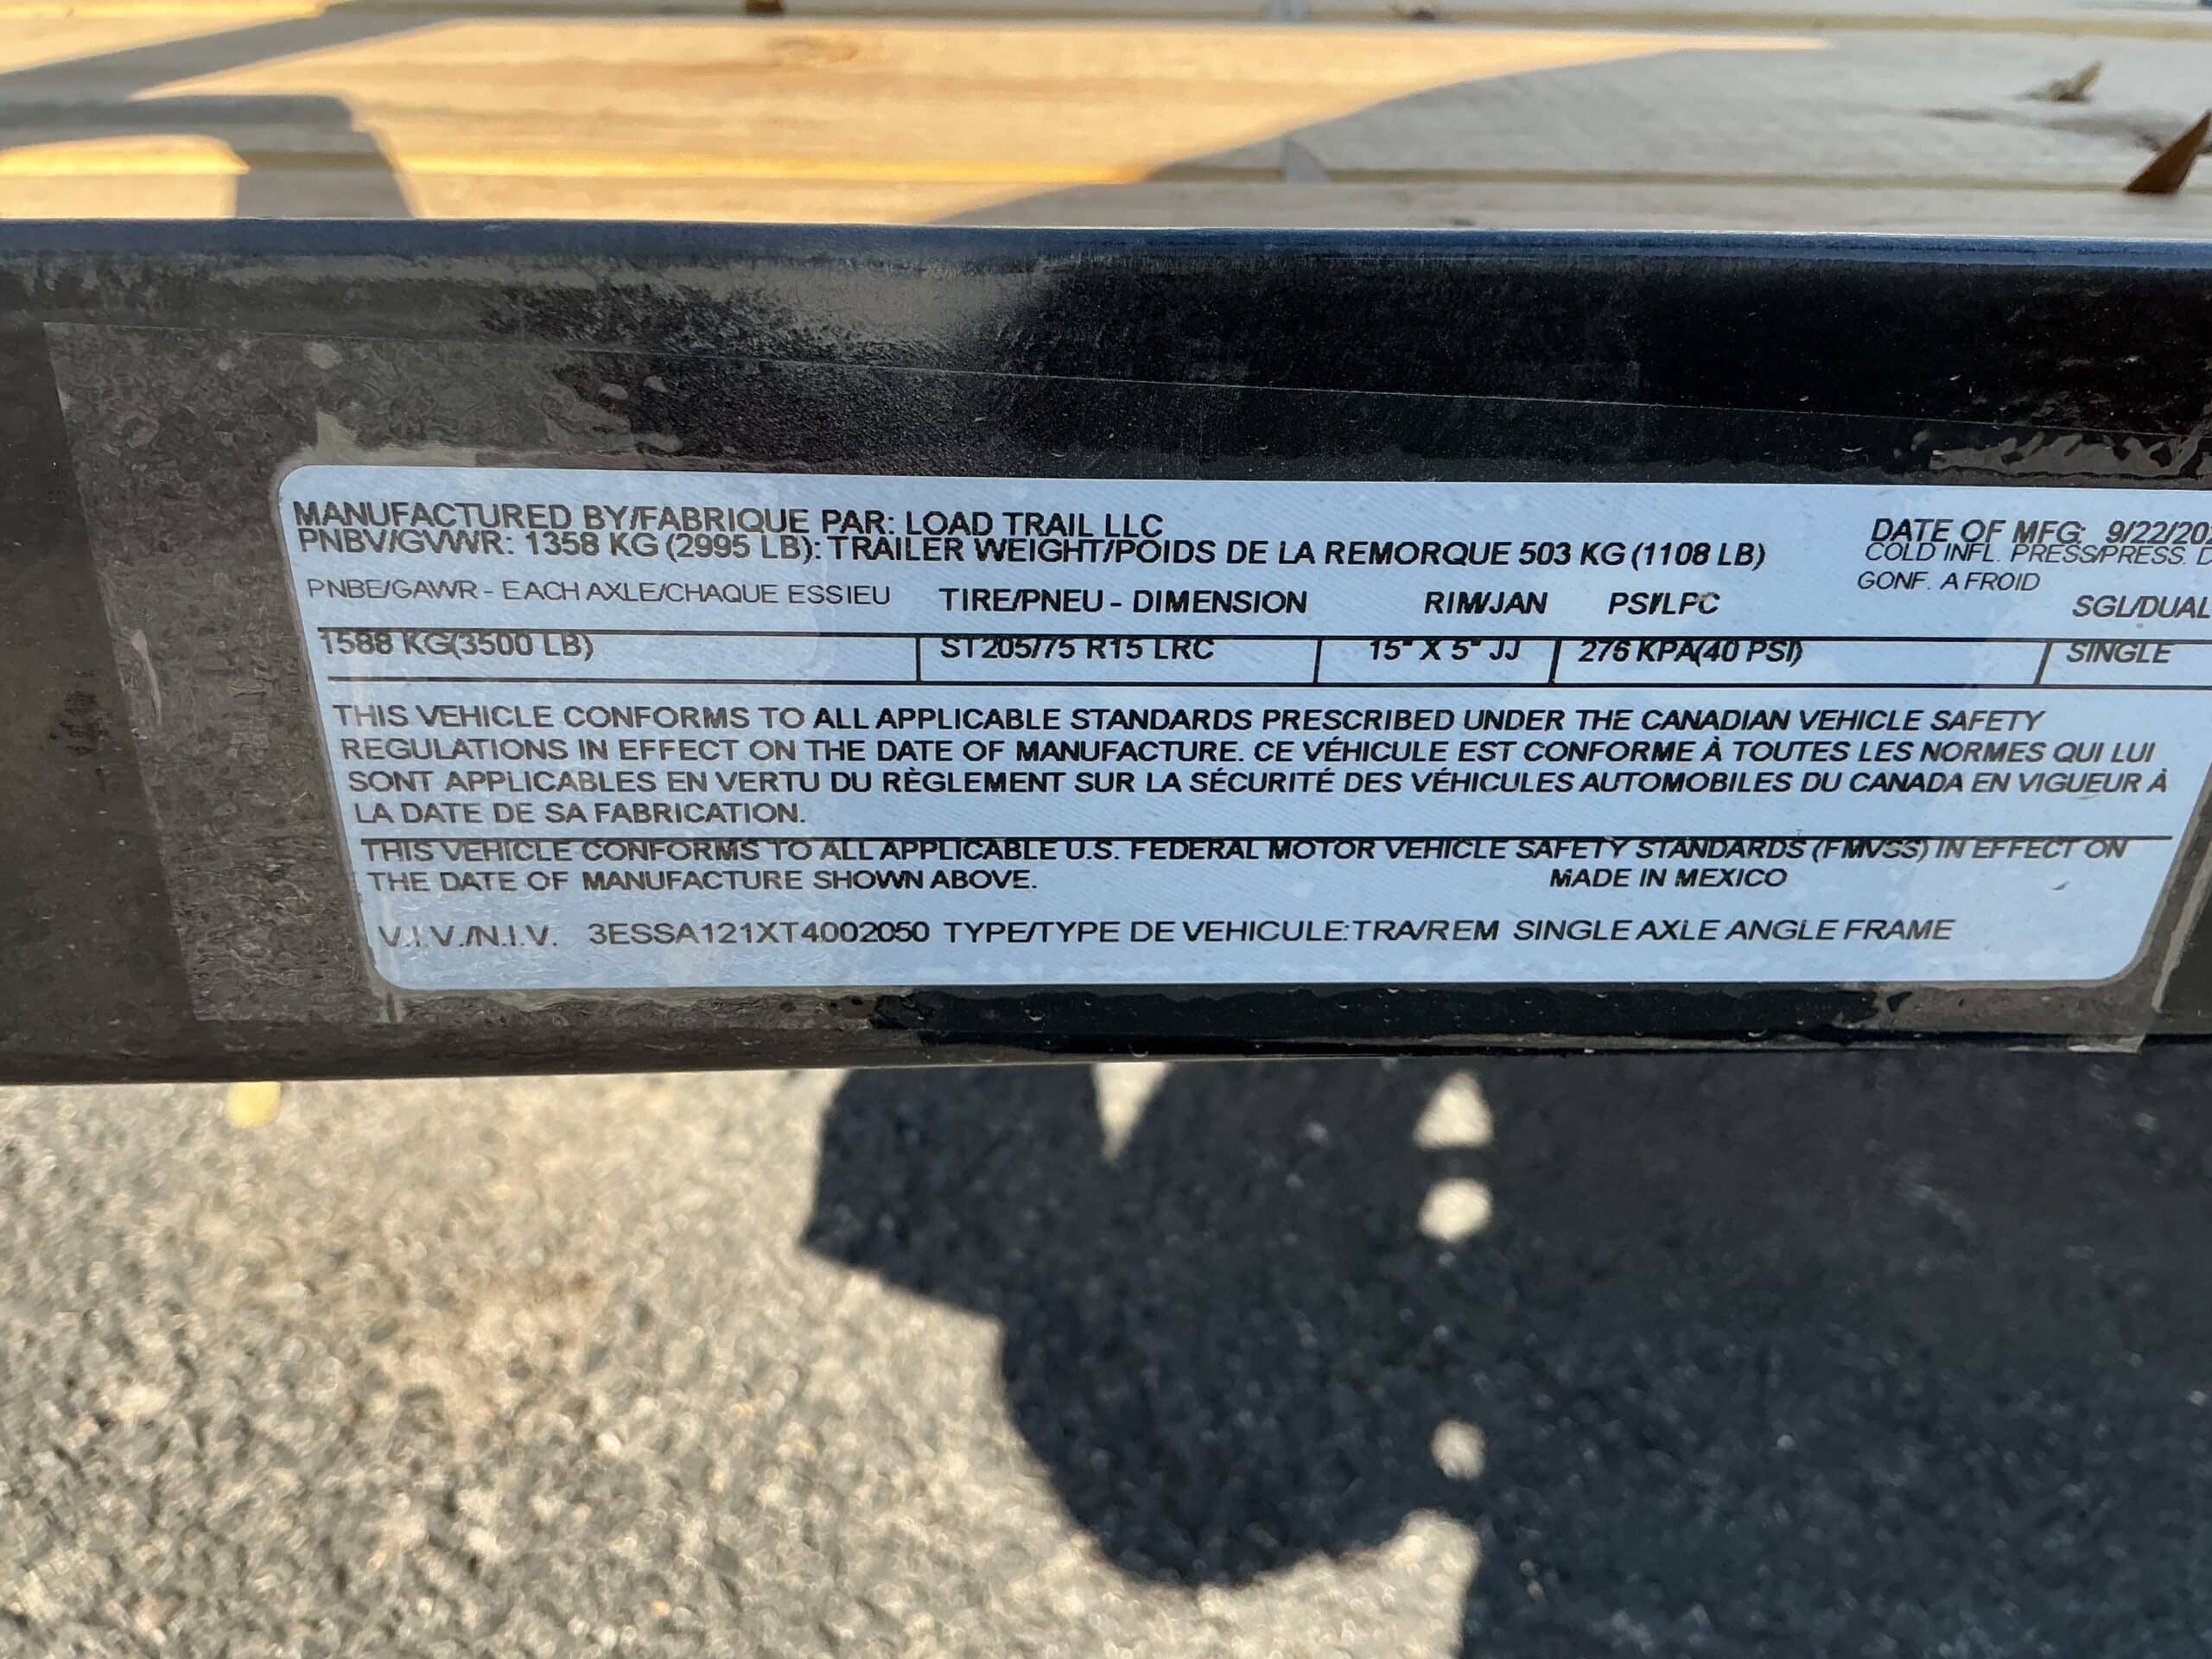 MANUFACTURED BY/FABRIQUE PAR: LOAD TRAIL LLC
DATE OF MFG: 9/22/202
PNBV/GVWR: 1358 KG (2995 LB): TRAILER WEIGHT/POIDS DE LA REMORQUE 503 KG (1108 LB)
COLD INFL. PRESS/PRESS. D
GONF. A FROID
PNBE/GAWR - EACH AXLE/CHAQUE ESSIEU TIRE/PNEU - DIMENSION RIM/JAN PSI/LPC SGL/DUAL
1588 KG(3500 LB) ST205/75 R15 LRC 15" X 5" JJ 276 KPA(40 PSI) SINGLE
THIS VEHICLE CONFORMS TO ALL APPLICABLE STANDARDS PRESCRIBED UNDER THE CANADIAN VEHICLE SAFETY
REGULATIONS IN EFFECT ON THE DATE OF MANUFACTURE. CE VÉHICULE EST CONFORME À TOUTES LES NORMES QUI LUI
SONT APPLICABLES EN VERTU DU RÈGLEMENT SUR LA SÉCURITÉ DES VÉHICULES AUTOMOBILES DU CANADA EN VIGUEUR À
LA DATE DE SA FABRICATION.
THIS VEHICLE CONFORMS TO ALL APPLICABLE U.S. FEDERAL MOTOR VEHICLE SAFETY STANDARDS (FMVSS) IN EFFECT ON
THE DATE OF MANUFACTURE SHOWN ABOVE. MADE IN MEXICO
V.I.V./N.I.V. 3ESSA121XT4002050 TYPE/TYPE DE VEHICULE:TRA/REM SINGLE AXLE ANGLE FRAME